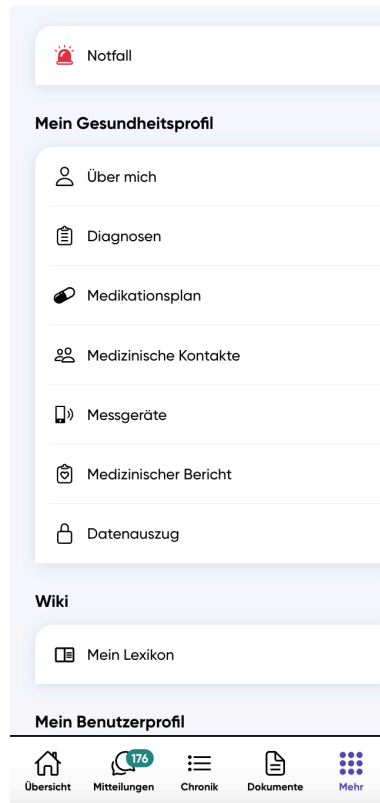 Notfall
Mein Gesundheitsprofil
Über mich
Diagnosen
Medikationsplan
Medizinische Kontakte
Messgeräte
Medizinischer Bericht
Datenauszug
Wiki
Mein Lexikon
Mein Benutzerprofil
176
Übersicht Mitteilungen Chronik Dokumente Mehr